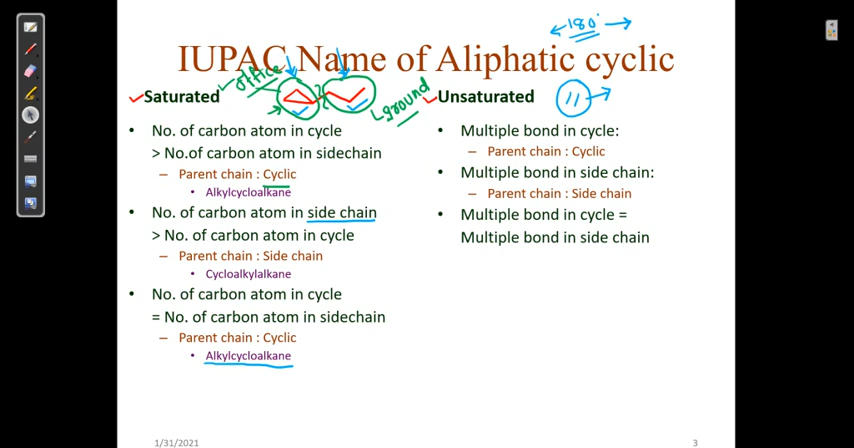 ←180°→
IUPAC Name of Aliphatic cyclic
office
Saturated
ground
• No. of carbon atom in cycle
> No.of carbon atom in sidechain
– Parent chain : Cyclic
• Alkylcycloalkane
• No. of carbon atom in side chain
> No. of carbon atom in cycle
– Parent chain : Side chain
• Cycloalkylalkane
• No. of carbon atom in cycle
= No. of carbon atom in sidechain
– Parent chain : Cyclic
• Alkylcycloalkane
Unsaturated
• Multiple bond in cycle:
– Parent chain : Cyclic
• Multiple bond in side chain:
– Parent chain : Side chain
• Multiple bond in cycle =
Multiple bond in side chain
1/31/2021
3